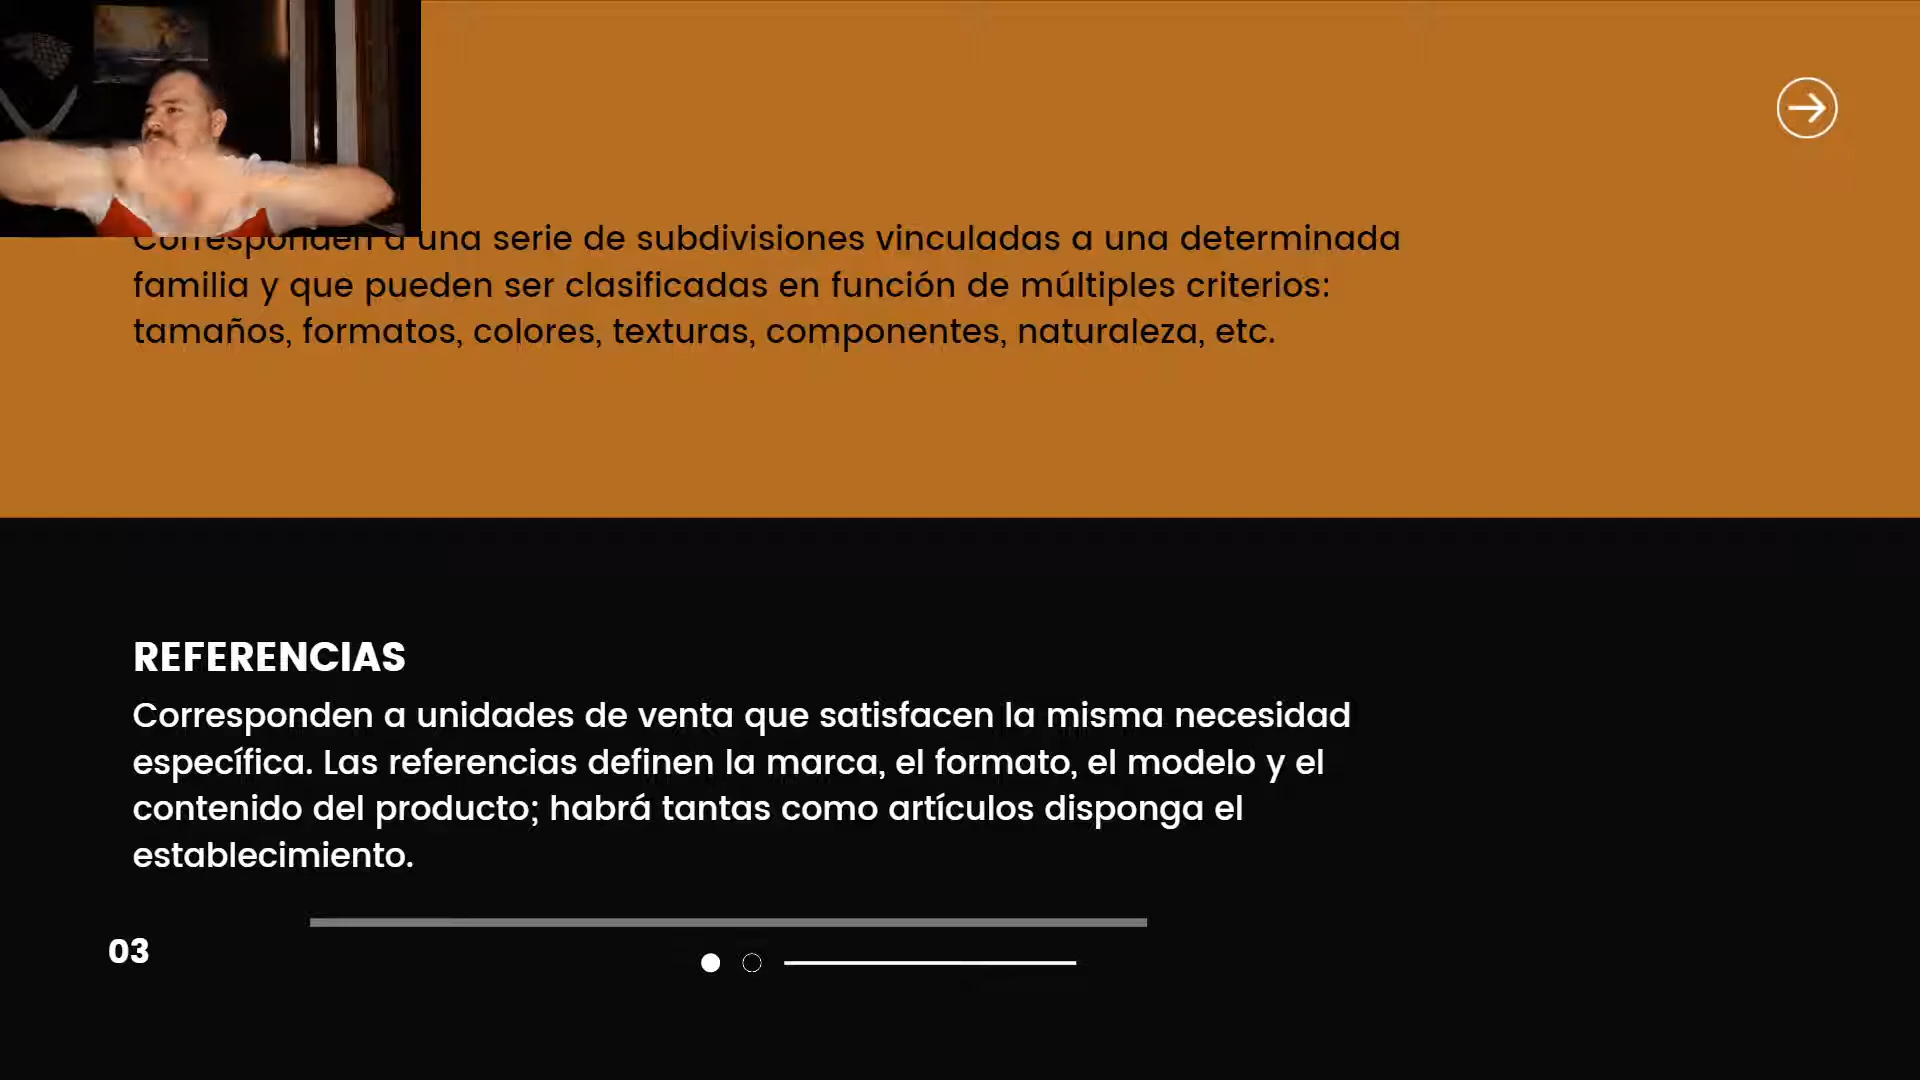 Corresponden a una serie de subdivisiones vinculadas a una determinada
familia y que pueden ser clasificadas en función de múltiples criterios:
tamaños, formatos, colores, texturas, componentes, naturaleza, etc.
REFERENCIAS
Corresponden a unidades de venta que satisfacen la misma necesidad
específica. Las referencias definen la marca, el formato, el modelo y el
contenido del producto; habrá tantas como artículos disponga el
establecimiento.
03